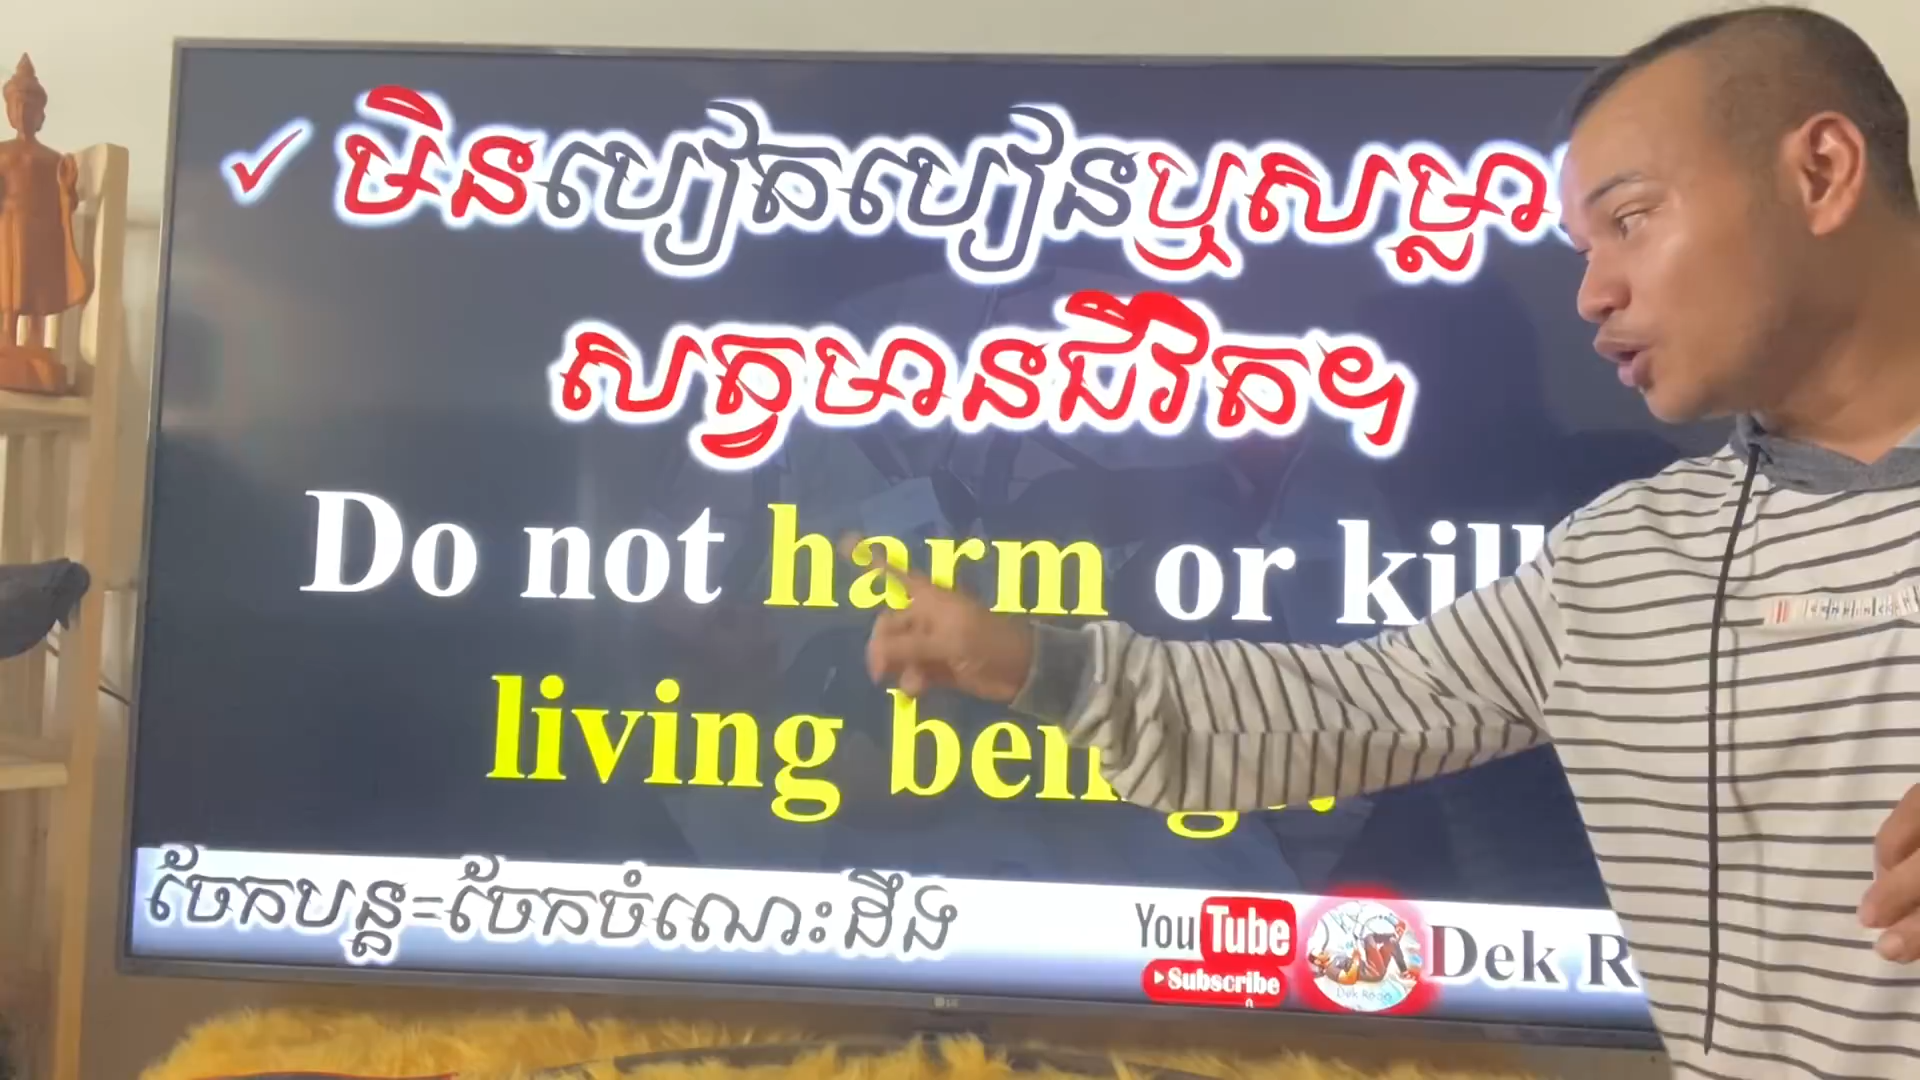 ✓ មិនបៀតបៀនឬសម្លា
សត្វមានជីវិត។
Do not harm or kill
living beings.
ចែកបន្ត=ចែកចំណេះដឹង
YouTube
Subscribe
Dek R